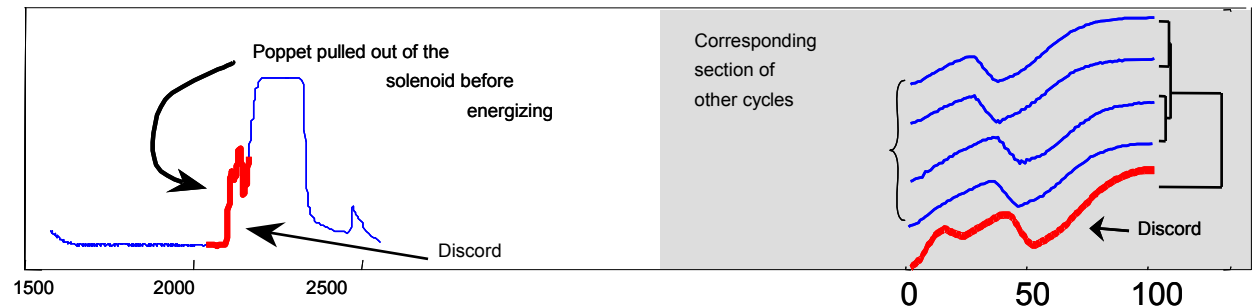 Poppet pulled out of the
solenoid before
energizing
Discord
1500 2000 2500
Corresponding
section of
other cycles
Discord
0 50 100